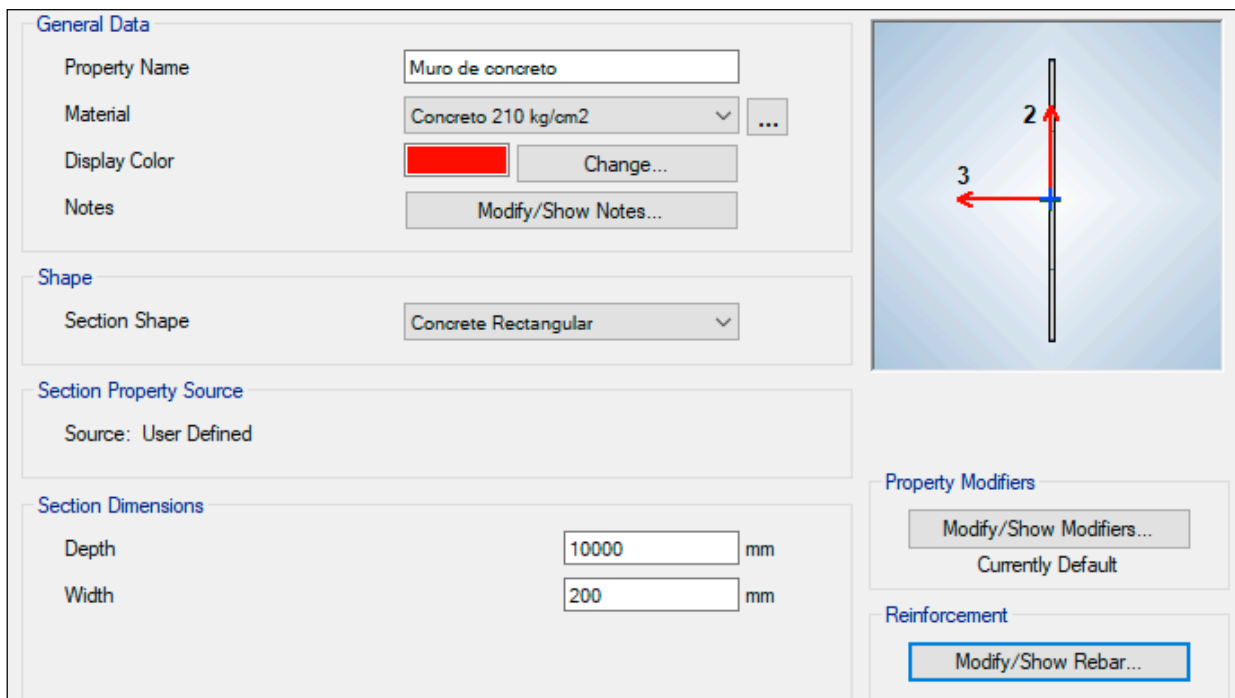 General Data
Property Name Muro de concreto
Material Concreto 210 kg/cm2 ...
Display Color Change...
Notes Modify/Show Notes...
Shape
Section Shape Concrete Rectangular
Section Property Source
Source: User Defined
Section Dimensions
Depth 10000 mm
Width 200 mm
2
3
Property Modifiers
Modify/Show Modifiers...
Currently Default
Reinforcement
Modify/Show Rebar...